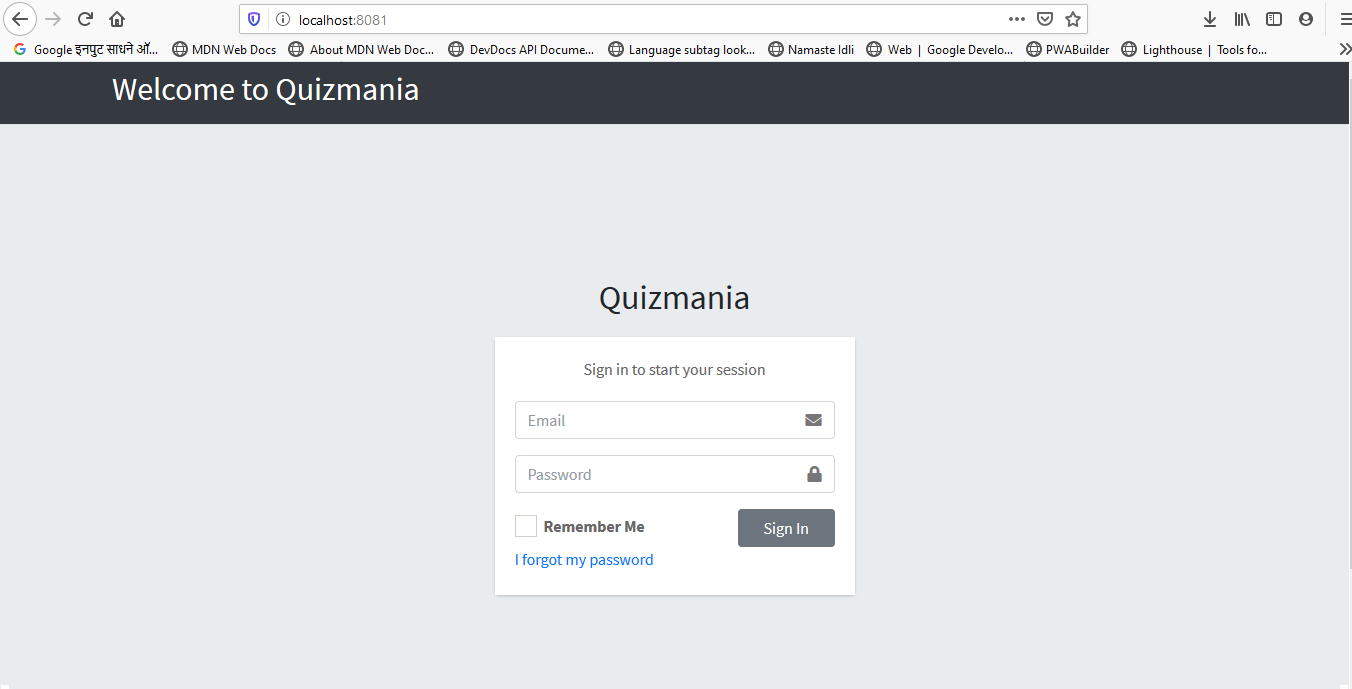 localhost:8081
Google इनपुट साधने ऑ... MDN Web Docs About MDN Web Doc... DevDocs API Docume... Language subtag look... Namaste Idli Web | Google Develo... PWABuilder Lighthouse | Tools fo...
Welcome to Quizmania
Quizmania
Sign in to start your session
Email
Password
Remember Me Sign In
I forgot my password